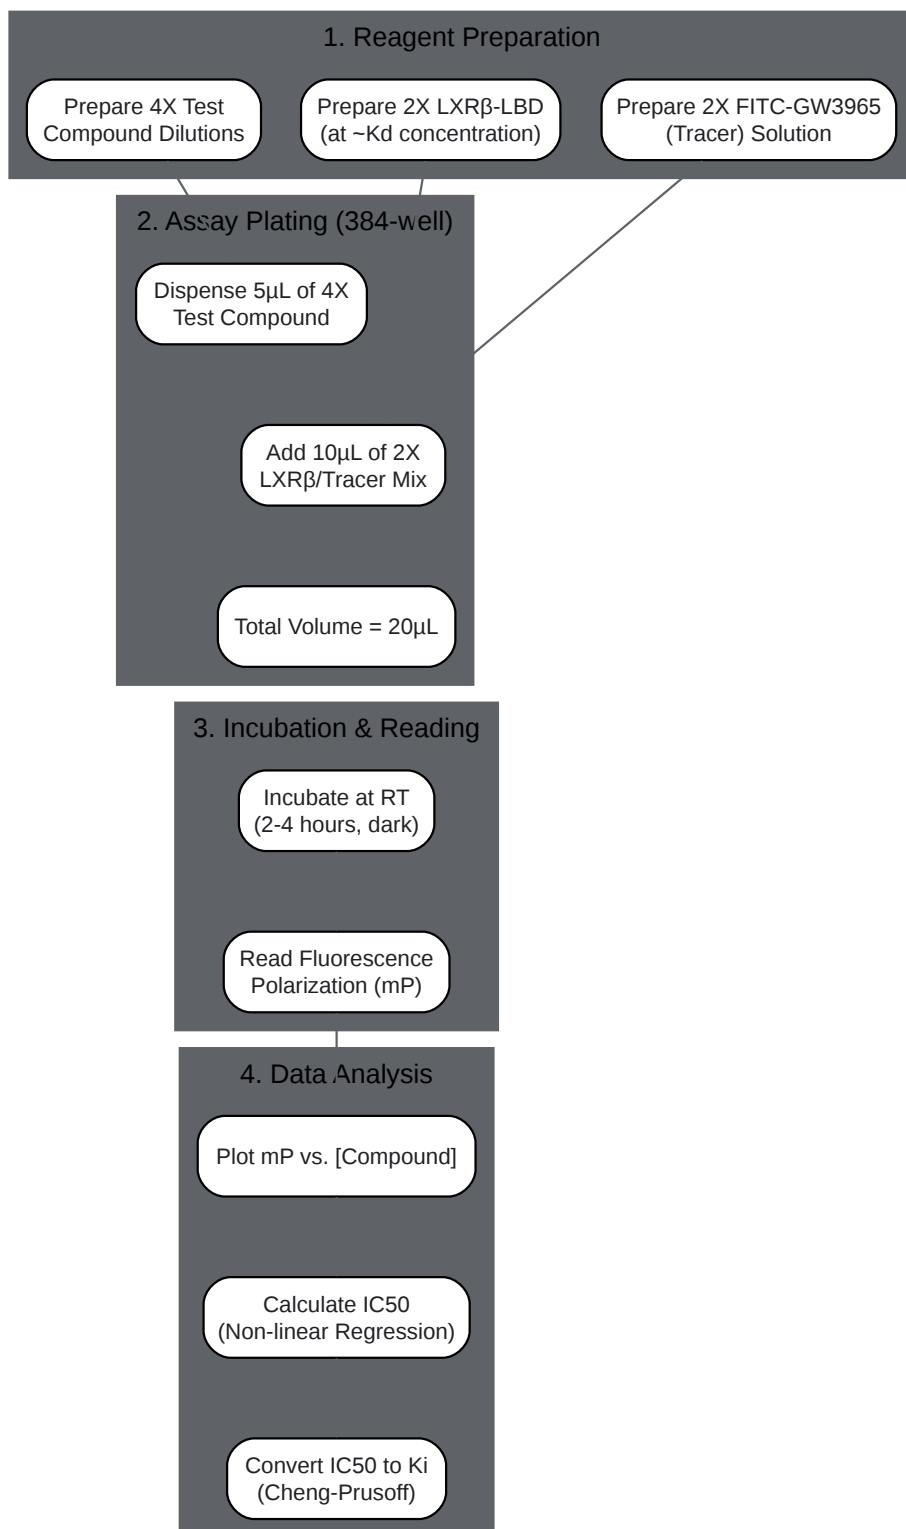 1. Reagent Preparation
Prepare 4X Test
Compound Dilutions
Prepare 2X LXRβ-LBD
(at ~Kd concentration)
Prepare 2X FITC-GW3965
(Tracer) Solution
2. Assay Plating (384-well)
Dispense 5µL of 4X
Test Compound
Add 10µL of 2X
LXRβ/Tracer Mix
Total Volume = 20µL
3. Incubation & Reading
Incubate at RT
(2-4 hours, dark)
Read Fluorescence
Polarization (mP)
4. Data Analysis
Plot mP vs. [Compound]
Calculate IC50
(Non-linear Regression)
Convert IC50 to Ki
(Cheng-Prusoff)